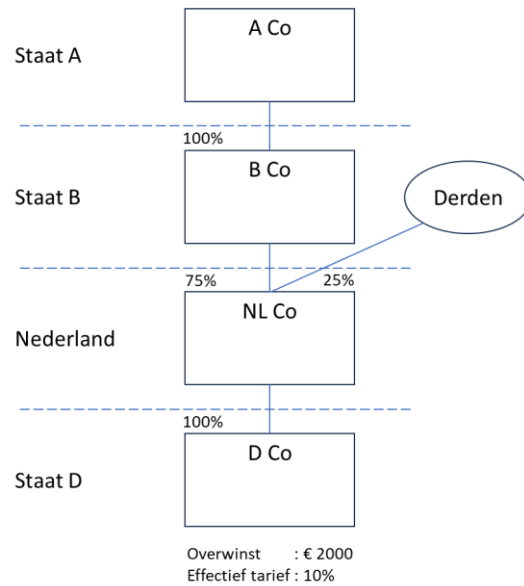 A Co
Staat A
100%
B Co
Staat B
Derden
75%
25%
NL Co
Nederland
100%
D Co
Staat D
Overwinst : € 2000
Effectief tarief : 10%